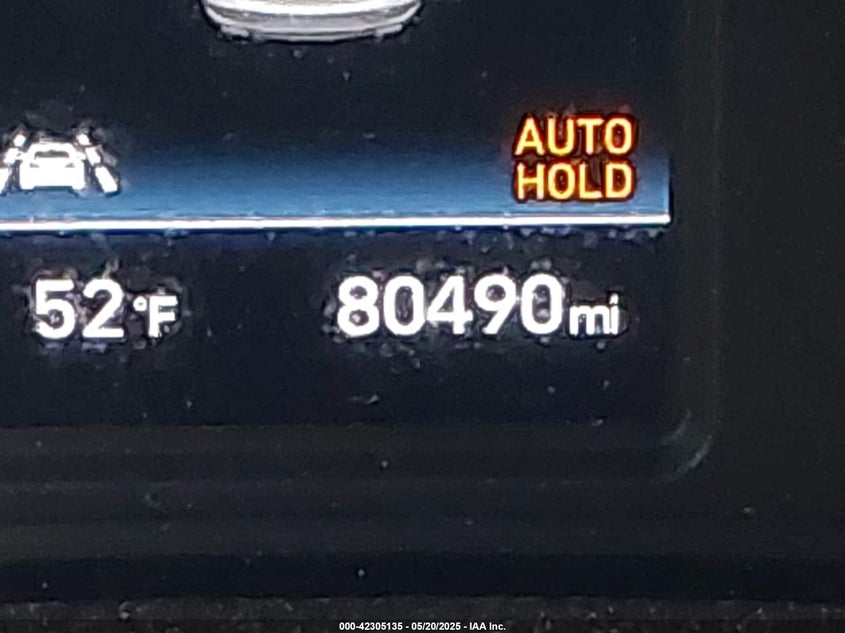 AUTO
HOLD
52°F 80490mi
000-42305135 - 05/20/2025 - IAA Inc.